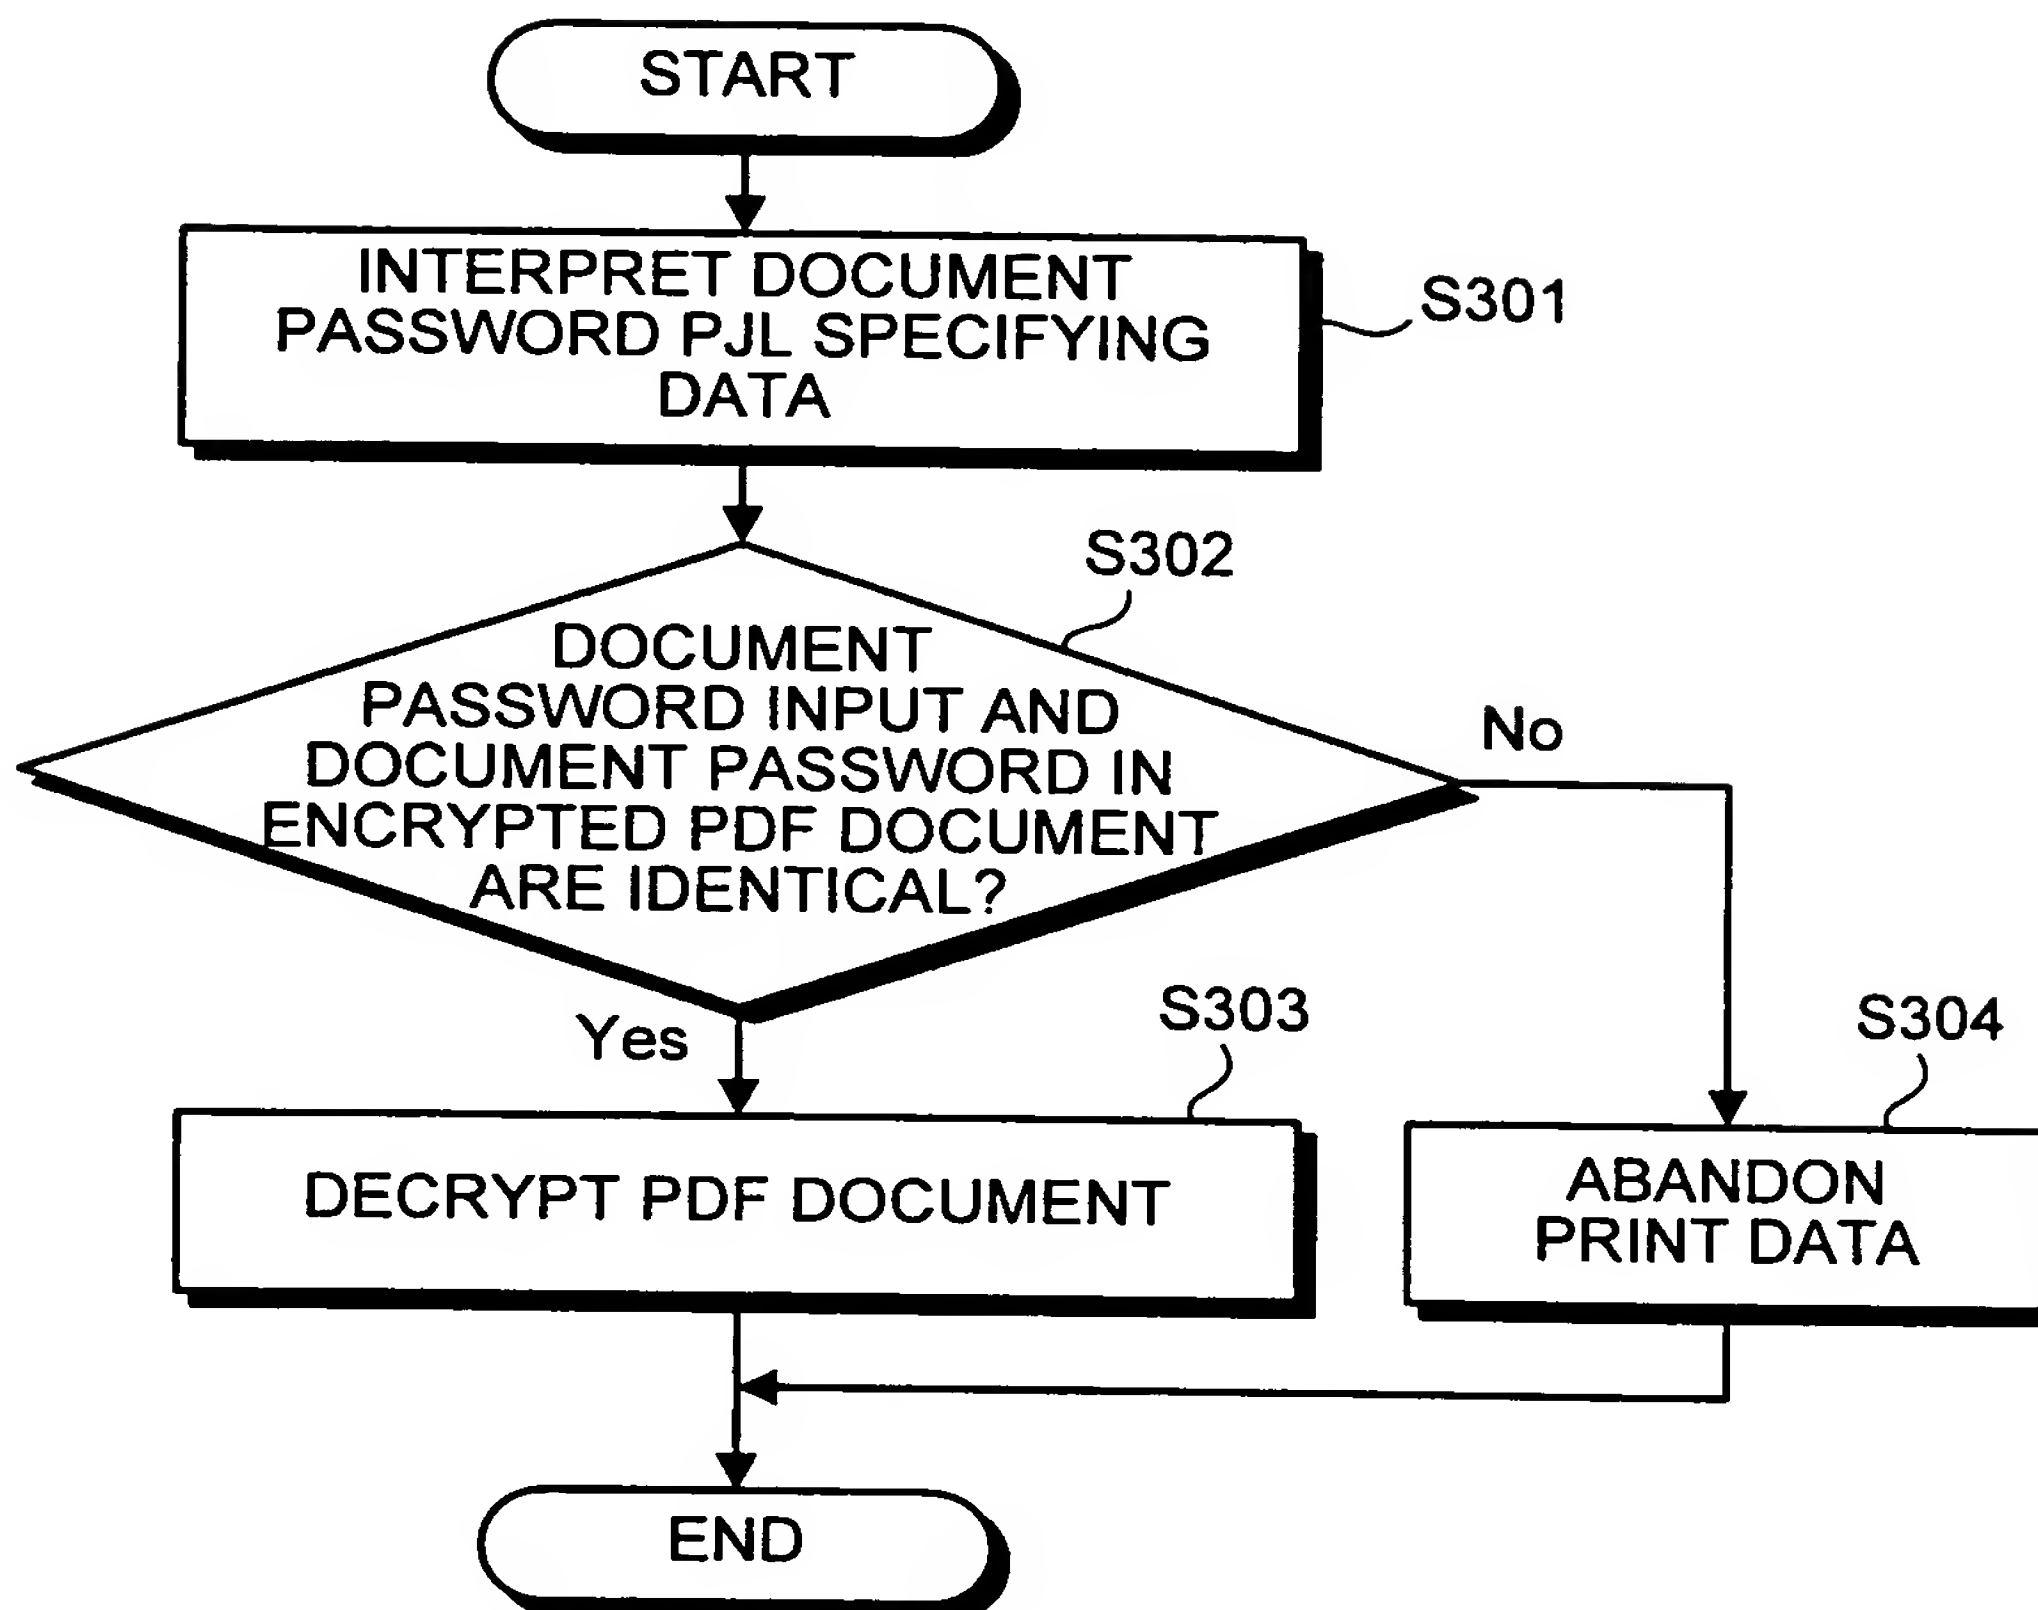 START
INTERPRET DOCUMENT
PASSWORD PJL SPECIFYING
DATA
S301
S302
DOCUMENT
PASSWORD INPUT AND
DOCUMENT PASSWORD IN
ENCRYPTED PDF DOCUMENT
ARE IDENTICAL?
No
Yes
S303
DECRYPT PDF DOCUMENT
S304
ABANDON
PRINT DATA
END